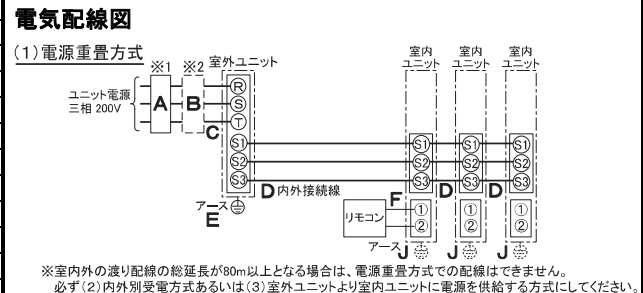 電気配線図
(1)電源重畳方式
※1 ※2 室外ユニット
室内
ユニット
室内
ユニット
室内
ユニット
ユニット電源
三相 200V
A
B
C
R
S
T
S1
S2
S3
S1
S2
S3
S1
S2
S3
S1
S2
S3
D 内外接続線
D
D
アース
E
リモコン
F
①
②
①
②
①
②
アース J
J
J
※室内外の渡り配線の総延長が80m以上となる場合は、電源重畳方式での配線はできません。
必ず(2)内外別受電方式あるいは(3)室外ユニットより室内ユニットに電源を供給する方式にしてください。